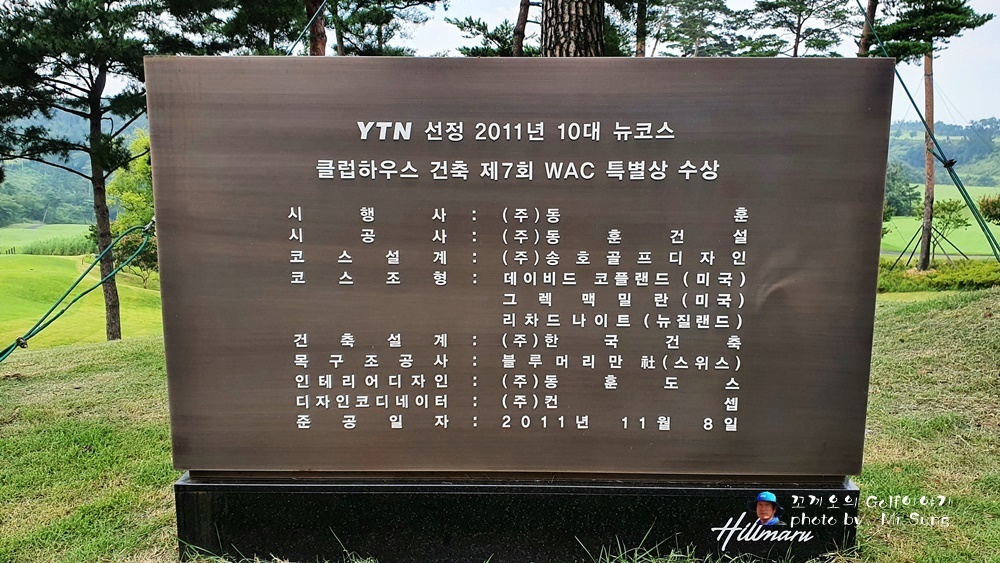 YTN 선정 2011년 10대 뉴코스
클럽하우스 건축 제7회 WAC 특별상 수상
시 행 사 : (주)동 훈
시 공 사 : (주)동 훈 건 설
코 스 설 계 : (주)송호골프디자인
코 스 조 형 : 데이비드 코플랜드 (미국)
그 렉 맥 밀 란 (미국)
리차드 나이트 (뉴질랜드)
건 축 설 계 : (주)한 국 건 축
목 구 조 공 사 : 블루머리만 社(스위스)
인테리어디자인 : (주)동 훈 도 스
디자인코디네이터 : (주)컨 셉
준 공 일 자 : 2011년 11월 8일
꼬게오의 Golf이야기
photo by Mr Sung
Hillmaru